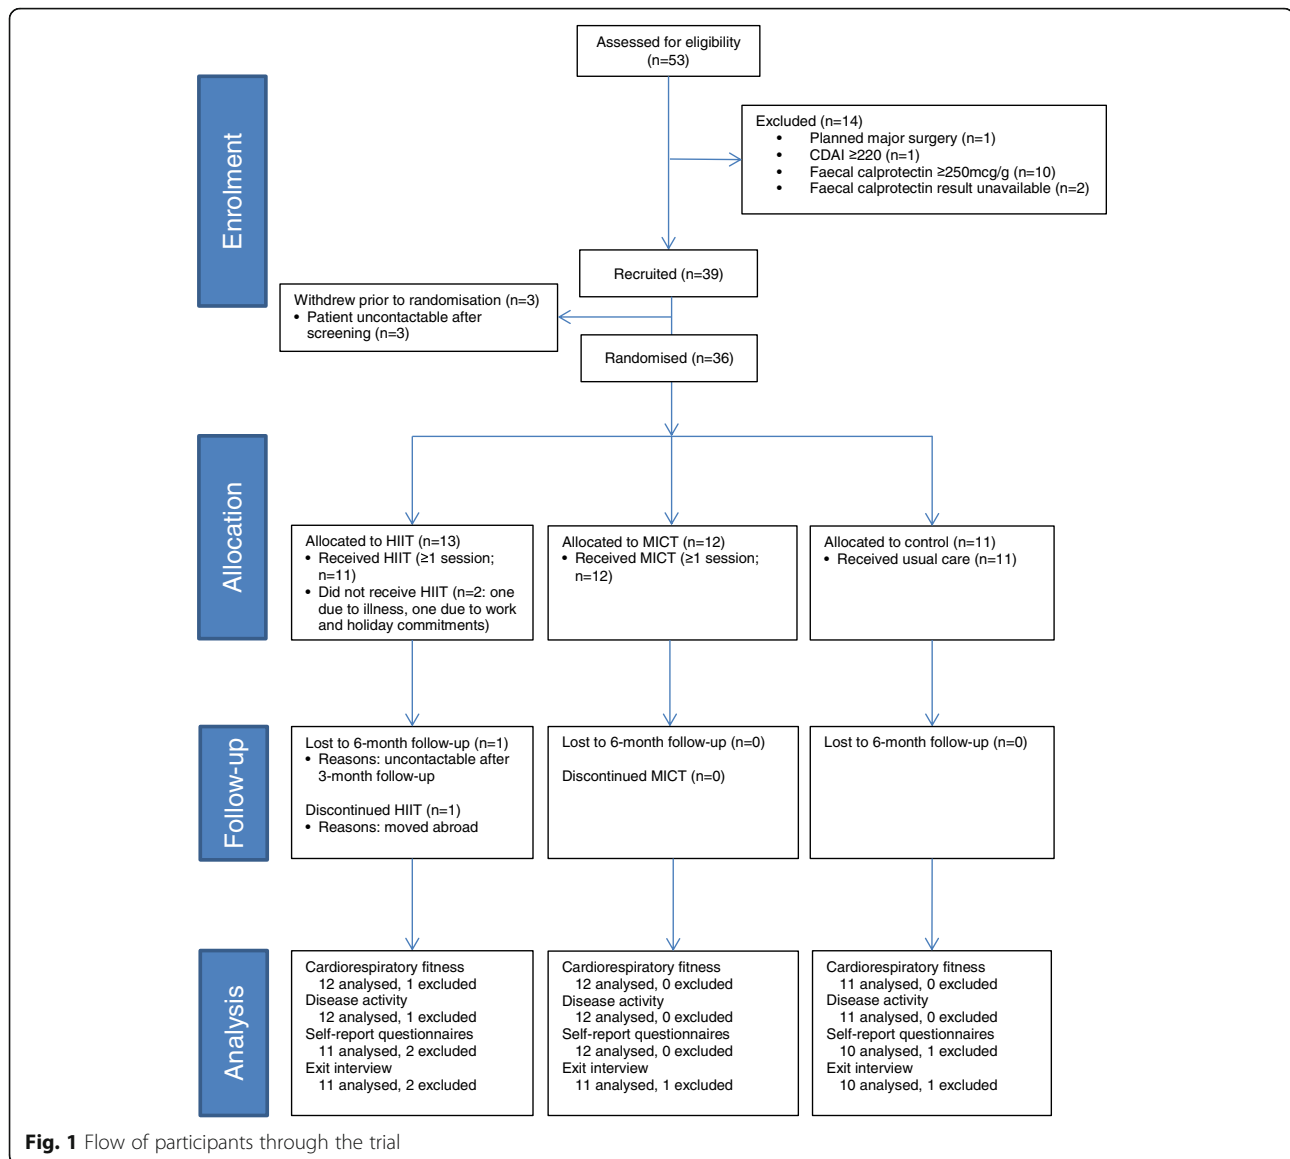 Assessed for eligibility
(n=53)
Enrolment
Excluded (n=14)
• Planned major surgery (n=1)
• CDAI ≥220 (n=1)
• Faecal calprotectin ≥250mcg/g (n=10)
• Faecal calprotectin result unavailable (n=2)
Recruited (n=39)
Withdrew prior to randomisation (n=3)
• Patient uncontactable after
screening (n=3)
Randomised (n=36)
Allocation
Allocated to HIIT (n=13)
• Received HIIT (≥1 session;
n=11)
• Did not receive HIIT (n=2: one
due to illness, one due to work
and holiday commitments)
Allocated to MICT (n=12)
• Received MICT (≥1 session;
n=12)
Allocated to control (n=11)
• Received usual care (n=11)
Follow-up
Lost to 6-month follow-up (n=1)
• Reasons: uncontactable after
3-month follow-up
Discontinued HIIT (n=1)
• Reasons: moved abroad
Lost to 6-month follow-up (n=0)
Discontinued MICT (n=0)
Lost to 6-month follow-up (n=0)
Analysis
Cardiorespiratory fitness
12 analysed, 1 excluded
Disease activity
12 analysed, 1 excluded
Self-report questionnaires
11 analysed, 2 excluded
Exit interview
11 analysed, 2 excluded
Cardiorespiratory fitness
12 analysed, 0 excluded
Disease activity
12 analysed, 0 excluded
Self-report questionnaires
12 analysed, 0 excluded
Exit interview
11 analysed, 1 excluded
Cardiorespiratory fitness
11 analysed, 0 excluded
Disease activity
11 analysed, 0 excluded
Self-report questionnaires
10 analysed, 1 excluded
Exit interview
10 analysed, 1 excluded
Fig. 1 Flow of participants through the trial